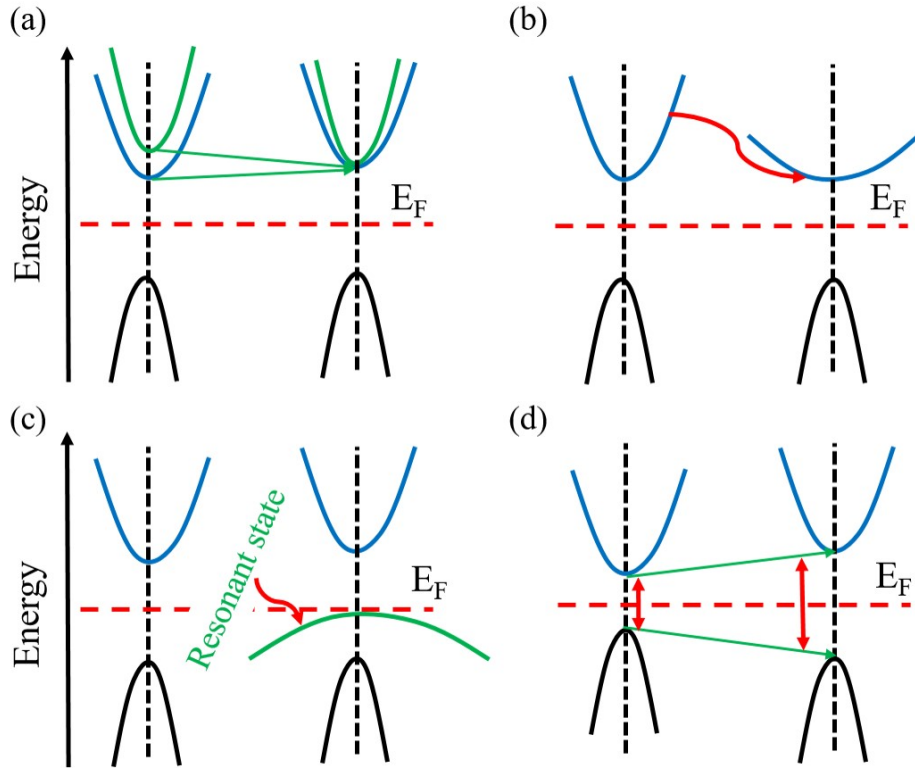 (a)
(b)
Energy
E_F
E_F
(c)
(d)
Energy
Resonant state
E_F
E_F